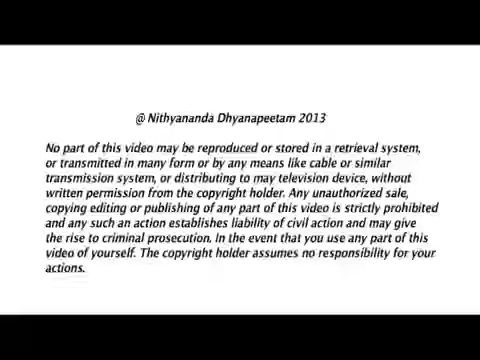 @ Nithyananda Dhyanapeetam 2013
No part of this video may be reproduced or stored in a retrieval system,
or transmitted in many form or by any means like cable or similar
transmission system, or distributing to may television device, without
written permission from the copyright holder. Any unauthorized sale,
copying editing or publishing of any part of this video is strictly prohibited
and any such an action establishes liability of civil action and may give
the rise to criminal prosecution. In the event that you use any part of this
video of yourself. The copyright holder assumes no responsibility for your
actions.